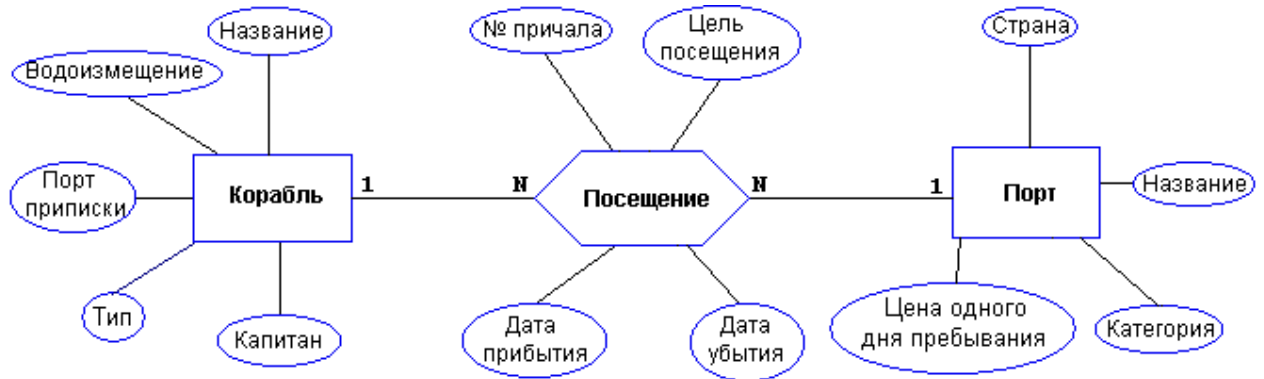 Название
№ причала
Цель
посещения
Страна
Водоизмещение
Порт
приписки
Корабль
1
N
Посещение
N
1
Порт
Название
Тип
Капитан
Дата
прибытия
Дата
убытия
Цена одного
дня пребывания
Категория